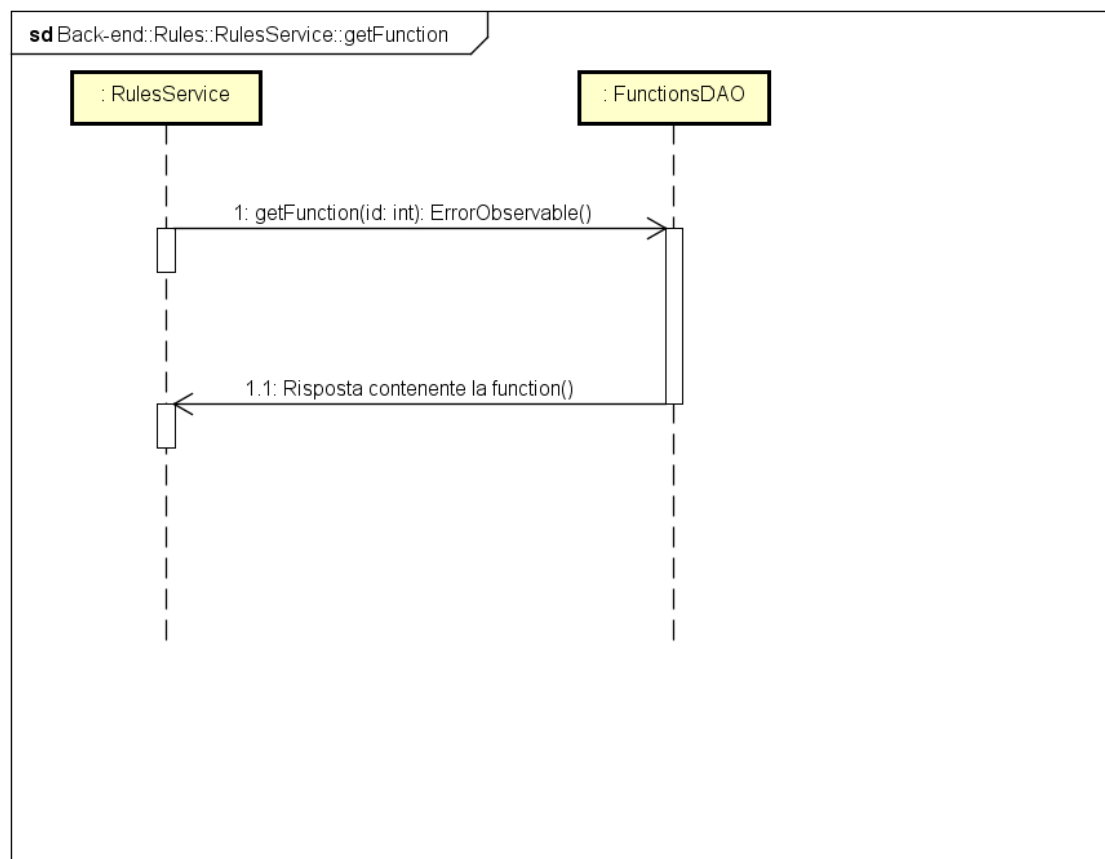 sd Back-end::Rules::RulesService::getFunction
: RulesService
: FunctionsDAO
1: getFunction(id: int): ErrorObservable()
1.1: Risposta contenente la function()